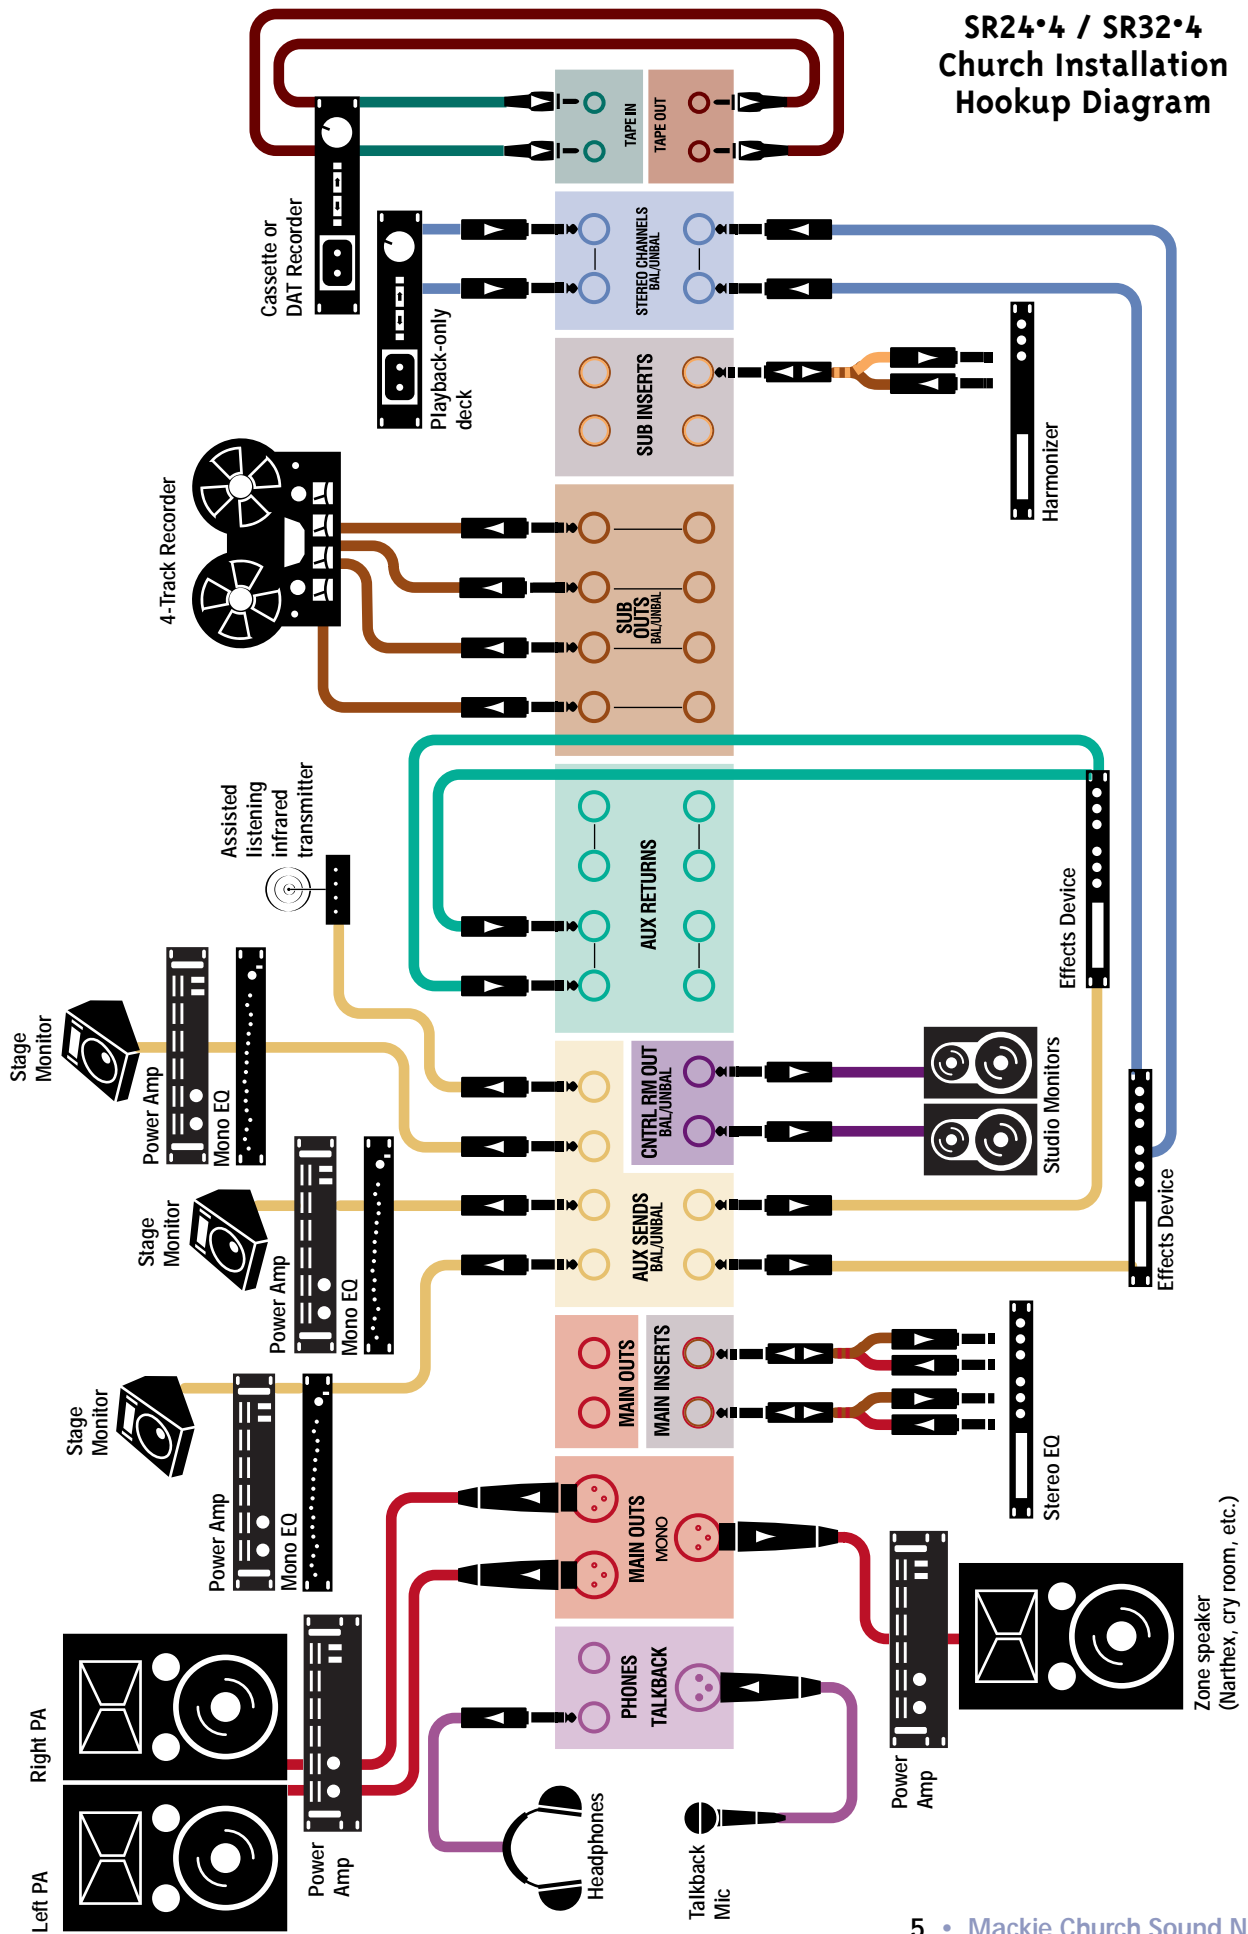 SR24•4 / SR32•4
Church Installation
Hookup Diagram
Cassette or
DAT Recorder
TAPE IN
TAPE OUT
Playback-only
deck
STEREO CHANNELS
BAL/UNBAL
4-Track Recorder
SUB INSERTS
Harmonizer
SUB
OUTS
BAL/UNBAL
Assisted
listening
infrared
transmitter
AUX RETURNS
Effects Device
Stage
Monitor
Power Amp
Mono EQ
CNTRL RM OUT
BAL/UNBAL
Studio Monitors
Stage
Monitor
Power Amp
Mono EQ
AUX SENDS
BAL/UNBAL
Effects Device
Stage
Monitor
Power Amp
Mono EQ
MAIN OUTS
MAIN INSERTS
Stereo EQ
MAIN OUTS
MONO
Right PA
Left PA
Power
Amp
PHONES
TALKBACK
Headphones
Talkback
Mic
Power
Amp
Zone speaker
(Narthex, cry room, etc.)
5 • Mackie Church Sound N